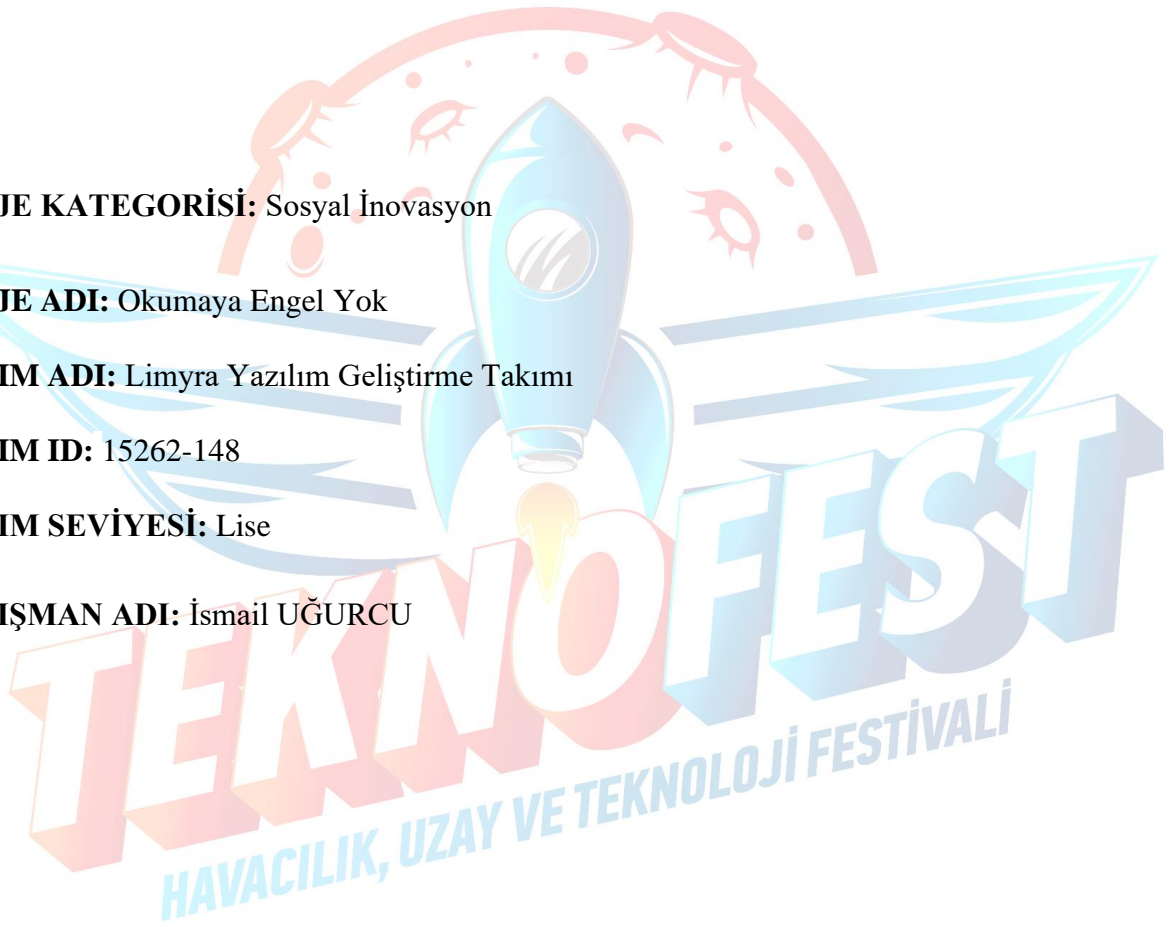 JE KATEGORİSİ: Sosyal İnovasyon
JE ADI: Okumaya Engel Yok
IM ADI: Limyra Yazılım Geliştirme Takımı
IM ID: 15262-148
IM SEVİYESİ: Lise
IŞMAN ADI: İsmail UĞURCU
TEKNOFEST
HAVACILIK, UZAY VE TEKNOLOJİ FESTİVALİ